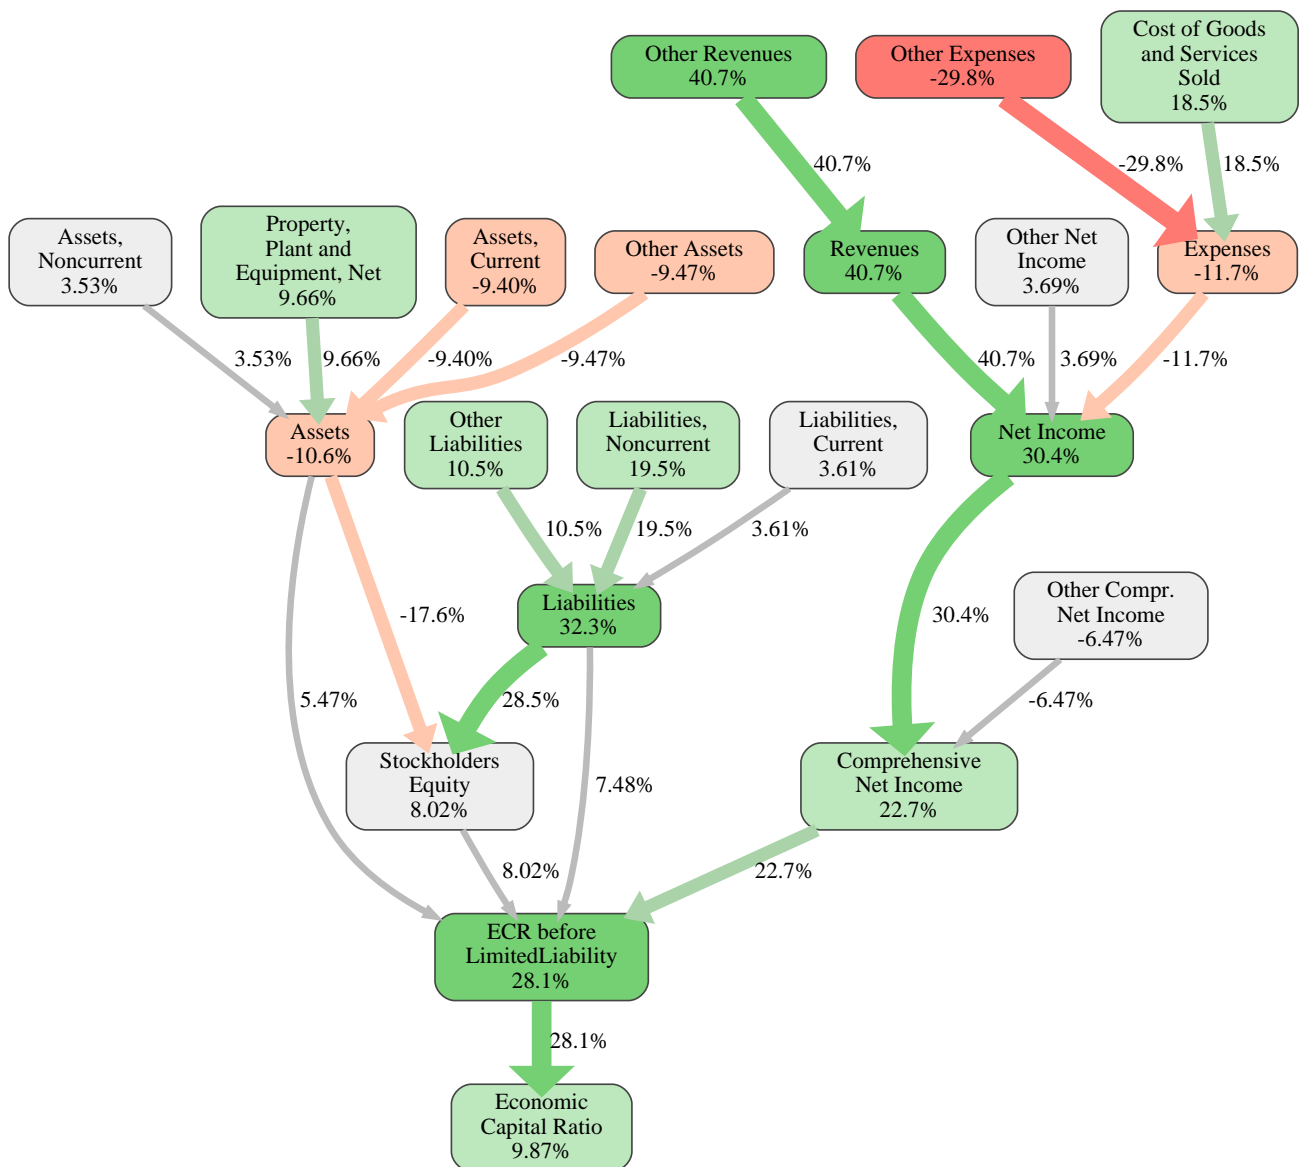 Other Revenues
40.7%
Other Expenses
-29.8%
Cost of Goods
and Services
Sold
18.5%
40.7%
-29.8%
18.5%
Assets,
Noncurrent
3.53%
Property,
Plant and
Equipment, Net
9.66%
Assets,
Current
-9.40%
Other Assets
-9.47%
Revenues
40.7%
Other Net
Income
3.69%
Expenses
-11.7%
3.53%
9.66%
-9.40%
-9.47%
40.7%
3.69%
-11.7%
Assets
-10.6%
Other
Liabilities
10.5%
Liabilities,
Noncurrent
19.5%
Liabilities,
Current
3.61%
Net Income
30.4%
10.5%
19.5%
3.61%
Liabilities
32.3%
Other Compr.
Net Income
-6.47%
-17.6%
30.4%
5.47%
28.5%
-6.47%
Stockholders
Equity
8.02%
7.48%
Comprehensive
Net Income
22.7%
8.02%
22.7%
ECR before
LimitedLiability
28.1%
28.1%
Economic
Capital Ratio
9.87%